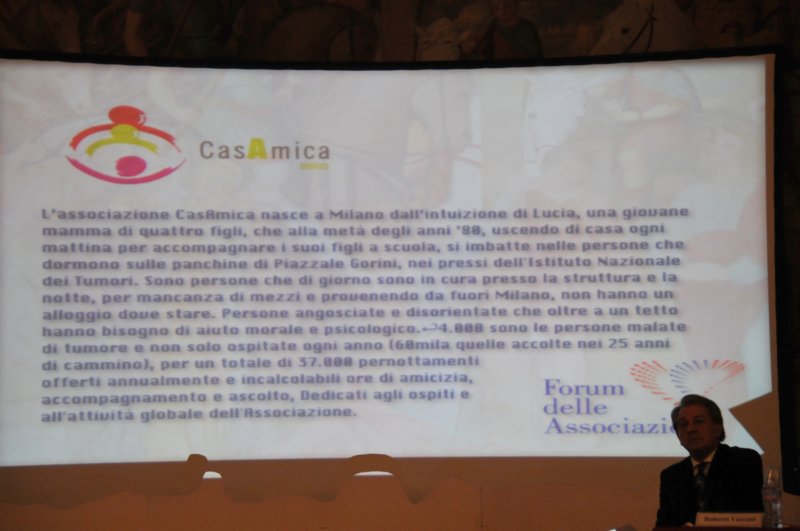 CasAmica
onlus
L'associazione CasAmica nasce a Milano dall'intuizione di Lucia, una giovane
mamma di quattro figli, che alla metà degli anni '80, uscendo di casa ogni
mattina per accompagnare i suoi figli a scuola, si imbatte nelle persone che
dormono sulle panchine di Piazzale Gorini, nei pressi dell'Istituto Nazionale
dei Tumori. Sono persone che di giorno sono in cura presso la struttura e la
notte, per mancanza di mezzi e provenendo da fuori Milano, non hanno un
alloggio dove stare. Persone angosciate e disorientate che oltre a un tetto
hanno bisogno di aiuto morale e psicologico.↩4.000 sono le persone malate
di tumore e non solo ospitate ogni anno (60mila quelle accolte nei 25 anni
di cammino), per un totale di 37.000 pernottamenti
offerti annualmente e incalcolabili ore di amicizia,
accompagnamento e ascolto, Dedicati agli ospiti e
all'attività globale dell'Associazione.
Forum
delle
Associazi
Roberto Vaccari